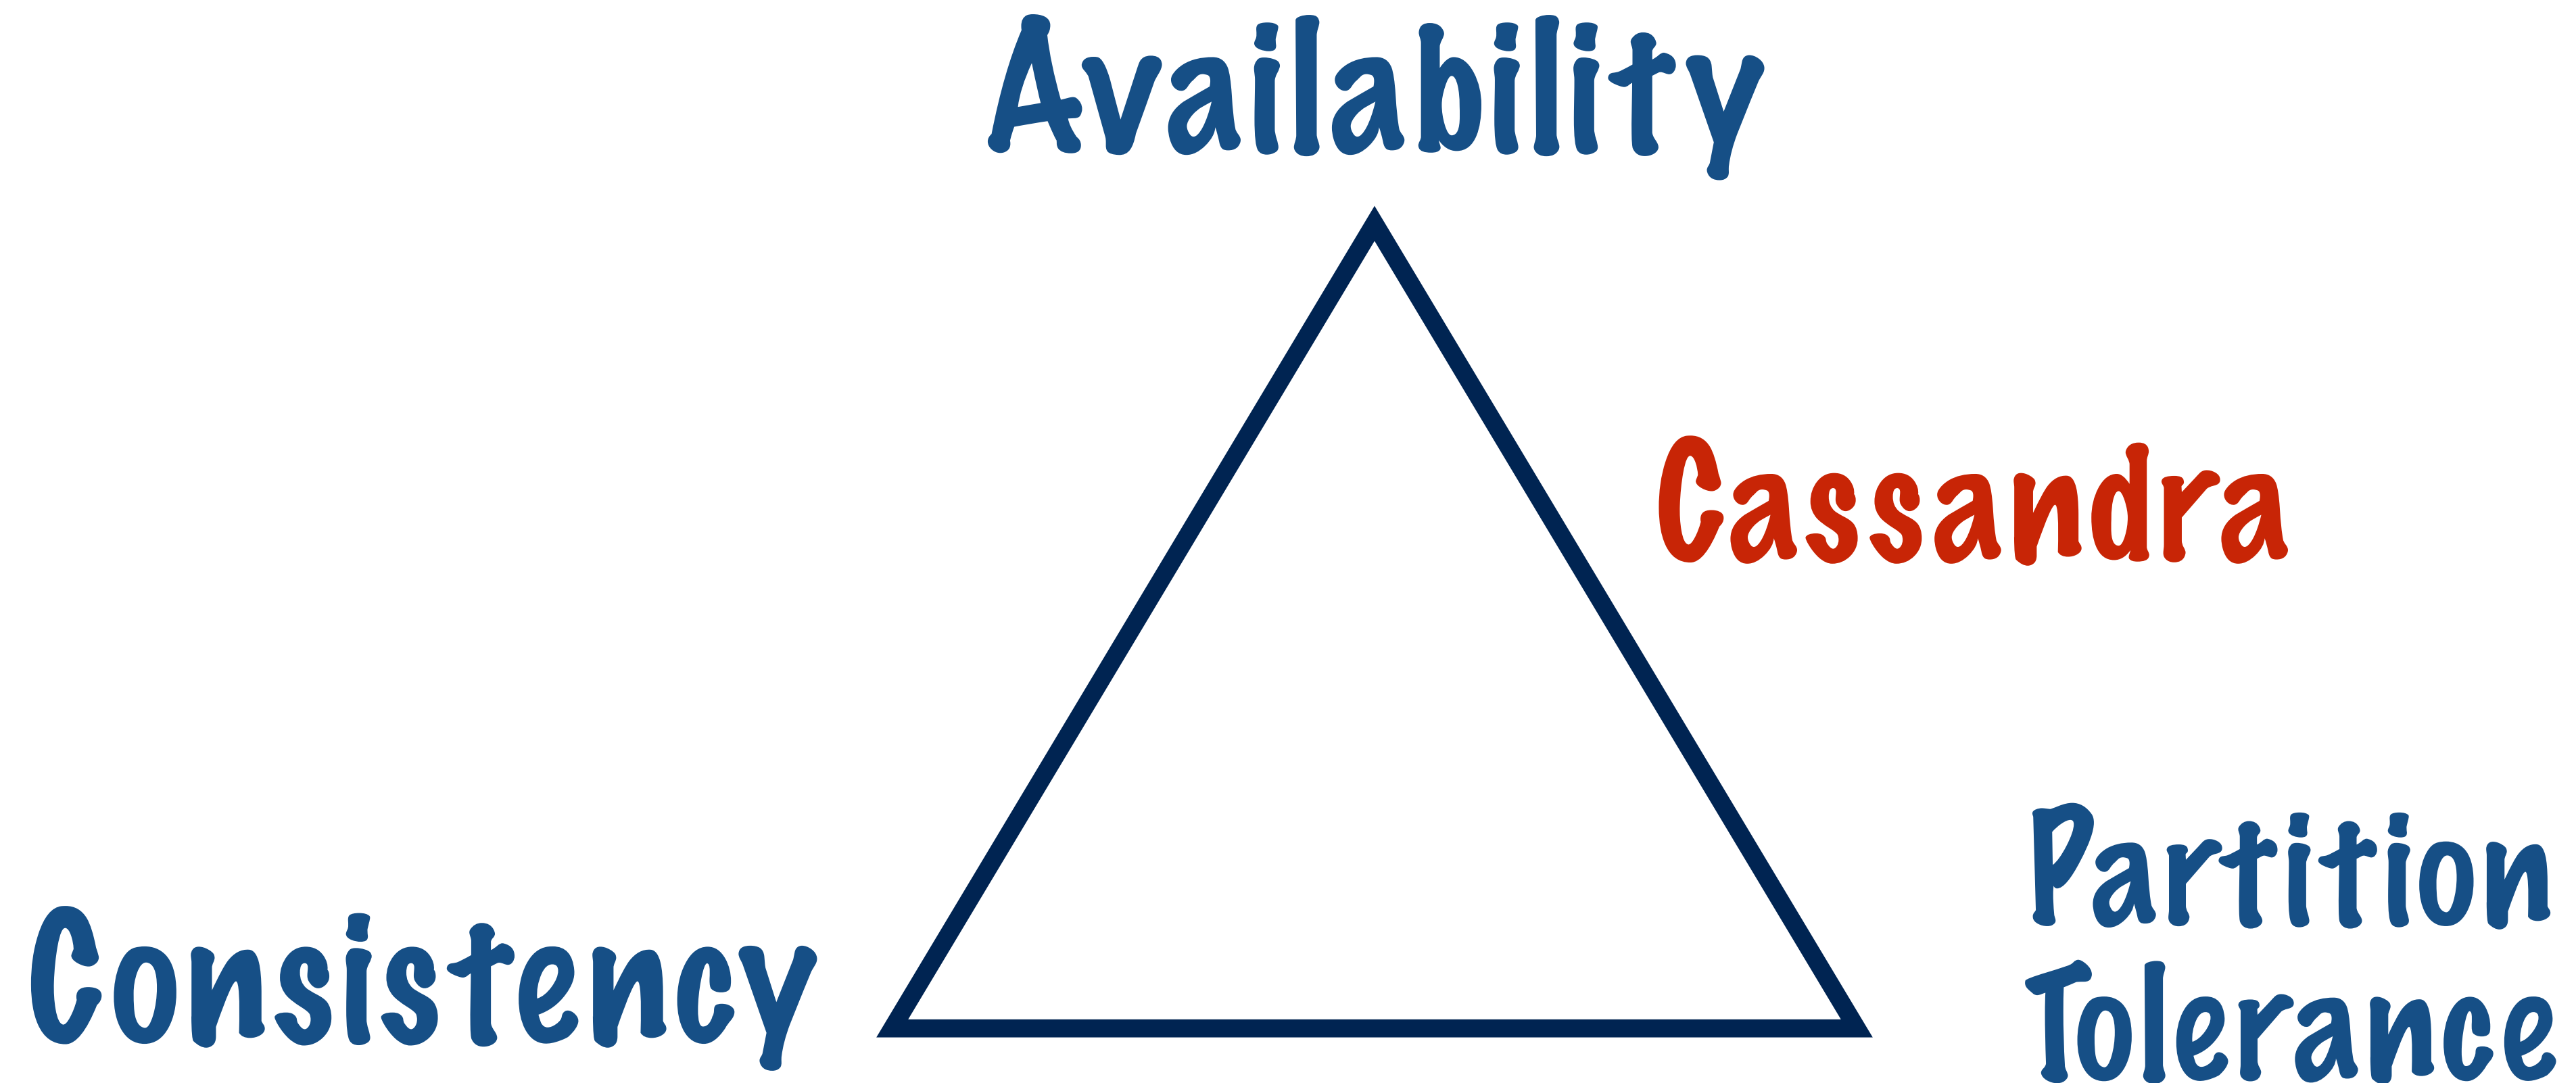 Availability
Cassandra
Consistency
Partition
Tolerance